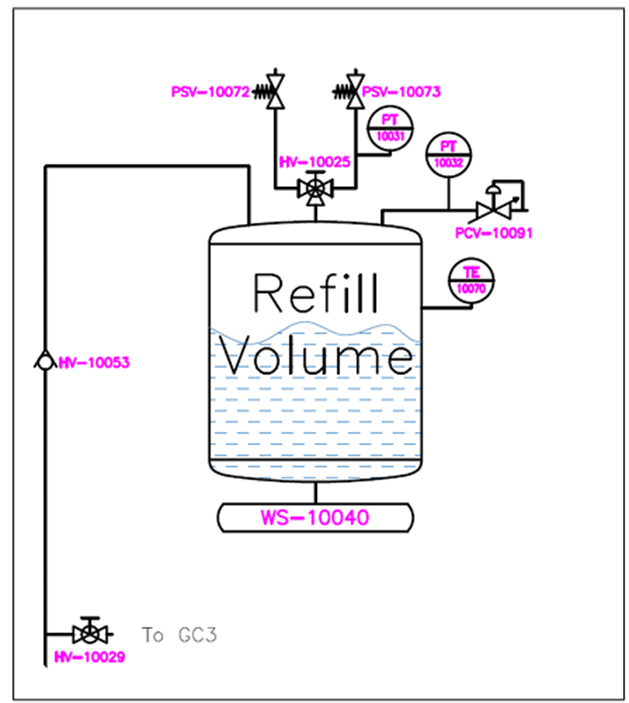 PSV-10072
PSV-10073
PT
10031
HV-10025
PT
10032
PCV-10091
TE
10070
Refill
Volume
HV-10053
WS-10040
To GC3
HV-10029